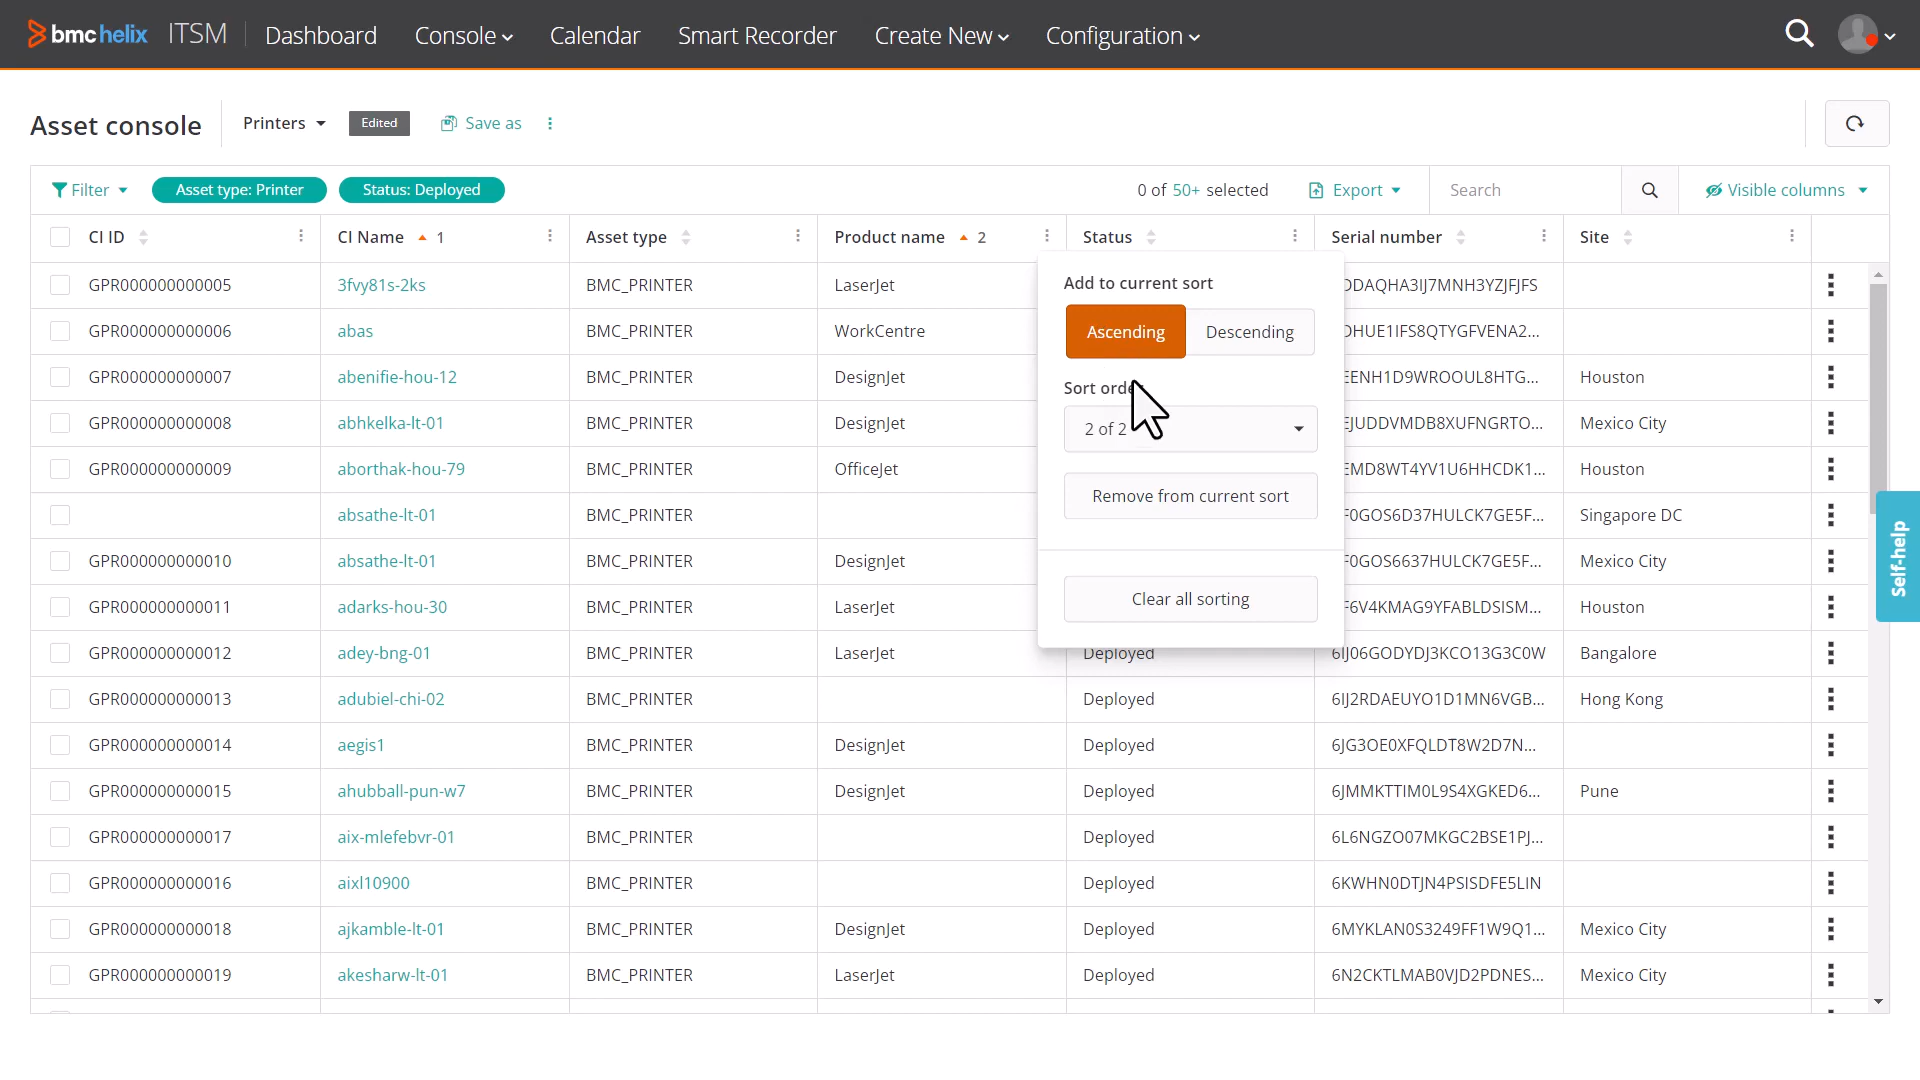 bmc helix ITSM Dashboard Console Calendar Smart Recorder Create New Configuration
Asset console Printers Edited Save as
Filter Asset type: Printer Status: Deployed 0 of 50+ selected Export Search Visible columns
CI ID CI Name 1 Asset type Product name 2 Status Serial number Site
GPR000000000005 3fvy81s-2ks BMC_PRINTER LaserJet DDAQHA3IJ7MNH3YZJFJFS
GPR000000000006 abas BMC_PRINTER WorkCentre DHUE1IFS8QTYGFVENA2...
GPR000000000007 abenifie-hou-12 BMC_PRINTER DesignJet EENH1D9WROOUL8HTG... Houston
GPR000000000008 abhkelka-lt-01 BMC_PRINTER DesignJet EJUDDVMDB8XUFNGRTO... Mexico City
GPR000000000009 aborthak-hou-79 BMC_PRINTER OfficeJet EMD8WT4YV1U6HHCDK1... Houston
absathe-lt-01 BMC_PRINTER F0GOS6D37HULCK7GE5F... Singapore DC
GPR000000000010 absathe-lt-01 BMC_PRINTER DesignJet F0GOS6637HULCK7GE5F... Mexico City
GPR000000000011 adarks-hou-30 BMC_PRINTER LaserJet F6V4KMAG9YFABLDSISM... Houston
GPR000000000012 adey-bng-01 BMC_PRINTER LaserJet Deployed 6IJ06GODYDJ3KCO13G3C0W Bangalore
GPR000000000013 adubiel-chi-02 BMC_PRINTER Deployed 6IJ2RDAEUYO1D1MN6VGB... Hong Kong
GPR000000000014 aegis1 BMC_PRINTER DesignJet Deployed 6JG3OE0XFQLDT8W2D7N...
GPR000000000015 ahubball-pun-w7 BMC_PRINTER DesignJet Deployed 6JMMKTTIM0L9S4XGKED6... Pune
GPR000000000017 aix-mlefebvr-01 BMC_PRINTER Deployed 6L6NGZO07MKGC2BSE1PJ...
GPR000000000016 aixl10900 BMC_PRINTER Deployed 6KWHN0DTJN4PSISDFE5LIN
GPR000000000018 ajkamble-lt-01 BMC_PRINTER DesignJet Deployed 6MYKLAN0S3249FF1W9Q1... Mexico City
GPR000000000019 akesharw-lt-01 BMC_PRINTER LaserJet Deployed 6N2CKTLMAB0VJD2PDNES... Mexico City
Add to current sort
Ascending Descending
Sort order
2 of 2
Remove from current sort
Clear all sorting
Self-help